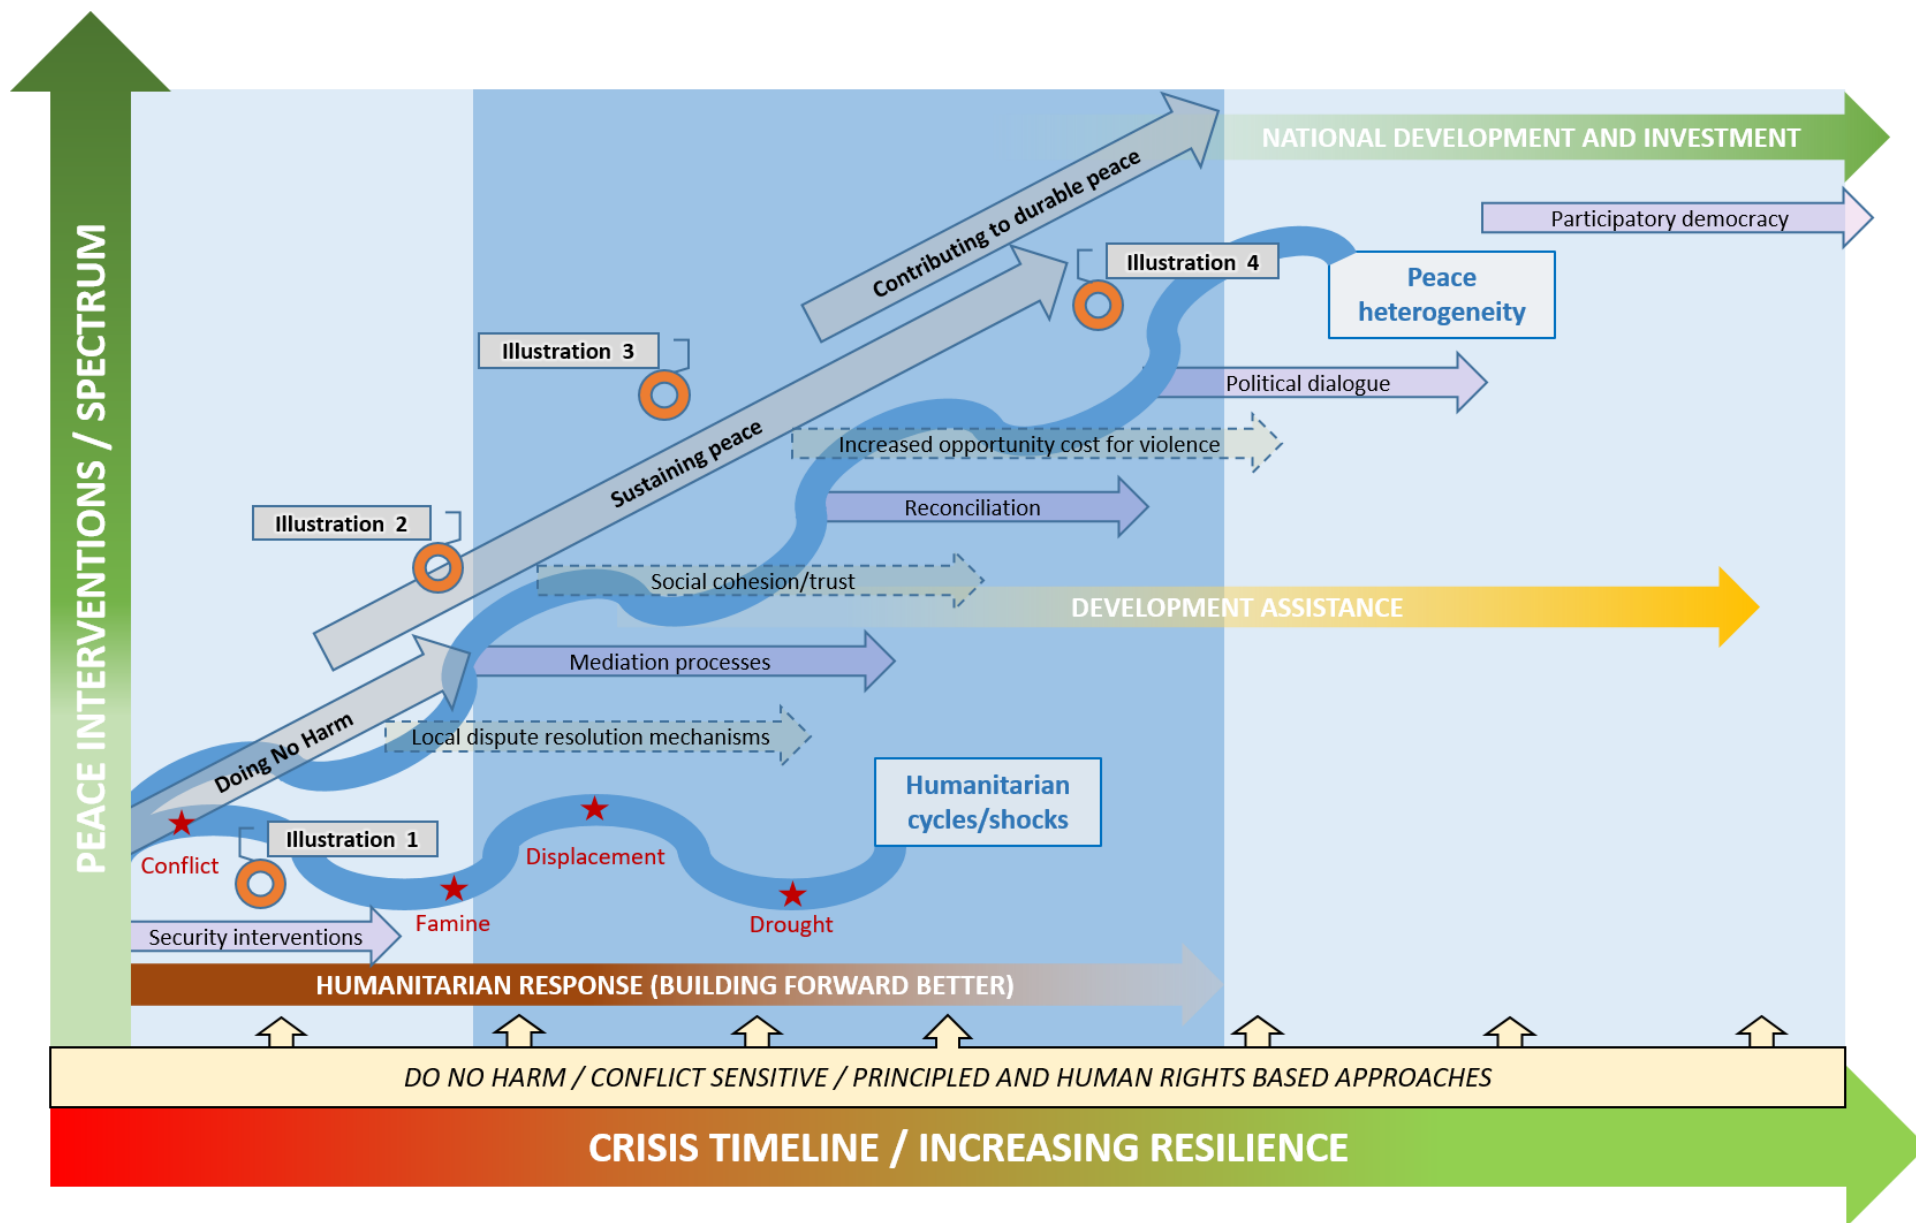 PEACE INTERVENTIONS / SPECTRUM
NATIONAL DEVELOPMENT AND INVESTMENT
Contributing to durable peace
Participatory democracy
Illustration 4
Peace
heterogeneity
Illustration 3
Political dialogue
Sustaining peace
Increased opportunity cost for violence
Reconciliation
Illustration 2
Social cohesion/trust
DEVELOPMENT ASSISTANCE
Mediation processes
Doing No Harm
Local dispute resolution mechanisms
Humanitarian
cycles/shocks
Illustration 1
Conflict
Displacement
Famine
Drought
Security interventions
HUMANITARIAN RESPONSE (BUILDING FORWARD BETTER)
DO NO HARM / CONFLICT SENSITIVE / PRINCIPLED AND HUMAN RIGHTS BASED APPROACHES
CRISIS TIMELINE / INCREASING RESILIENCE